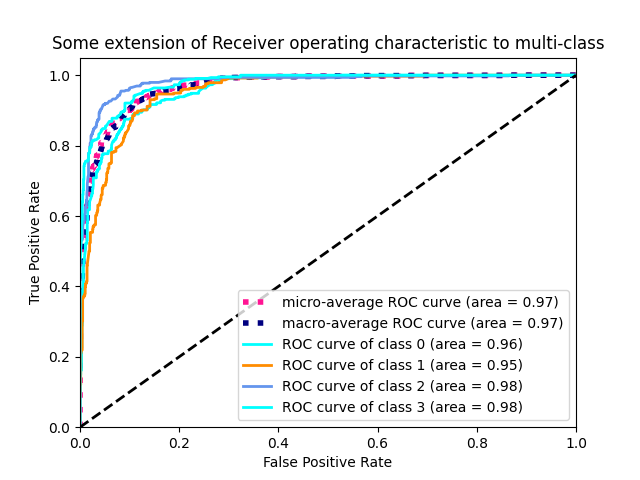 Some extension of Receiver operating characteristic to multi-class
1.0
0.8
0.6
0.4
0.2
0.0
True Positive Rate
micro-average ROC curve (area = 0.97)
macro-average ROC curve (area = 0.97)
ROC curve of class 0 (area = 0.96)
ROC curve of class 1 (area = 0.95)
ROC curve of class 2 (area = 0.98)
ROC curve of class 3 (area = 0.98)
0.0 0.2 0.4 0.6 0.8 1.0
False Positive Rate